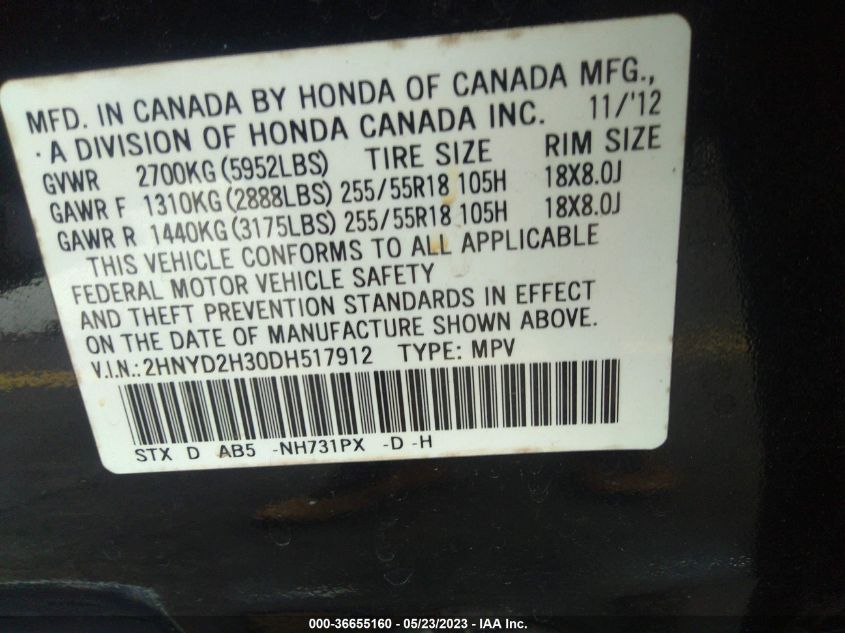 MFD. IN CANADA BY HONDA OF CANADA MFG.,
· A DIVISION OF HONDA CANADA INC. 11/'12
GVWR 2700KG (5952LBS) TIRE SIZE RIM SIZE
GAWR F 1310KG (2888LBS) 255/55R18 105H 18X8.0J
GAWR R 1440KG (3175LBS) 255/55R18 105H 18X8.0J
THIS VEHICLE CONFORMS TO ALL APPLICABLE
FEDERAL MOTOR VEHICLE SAFETY
AND THEFT PREVENTION STANDARDS IN EFFECT
ON THE DATE OF MANUFACTURE SHOWN ABOVE.
V.I.N.: 2HNYD2H30DH517912 TYPE: MPV
STX D AB5 -NH731PX -D -H
000-36655160 - 05/23/2023 - IAA Inc.